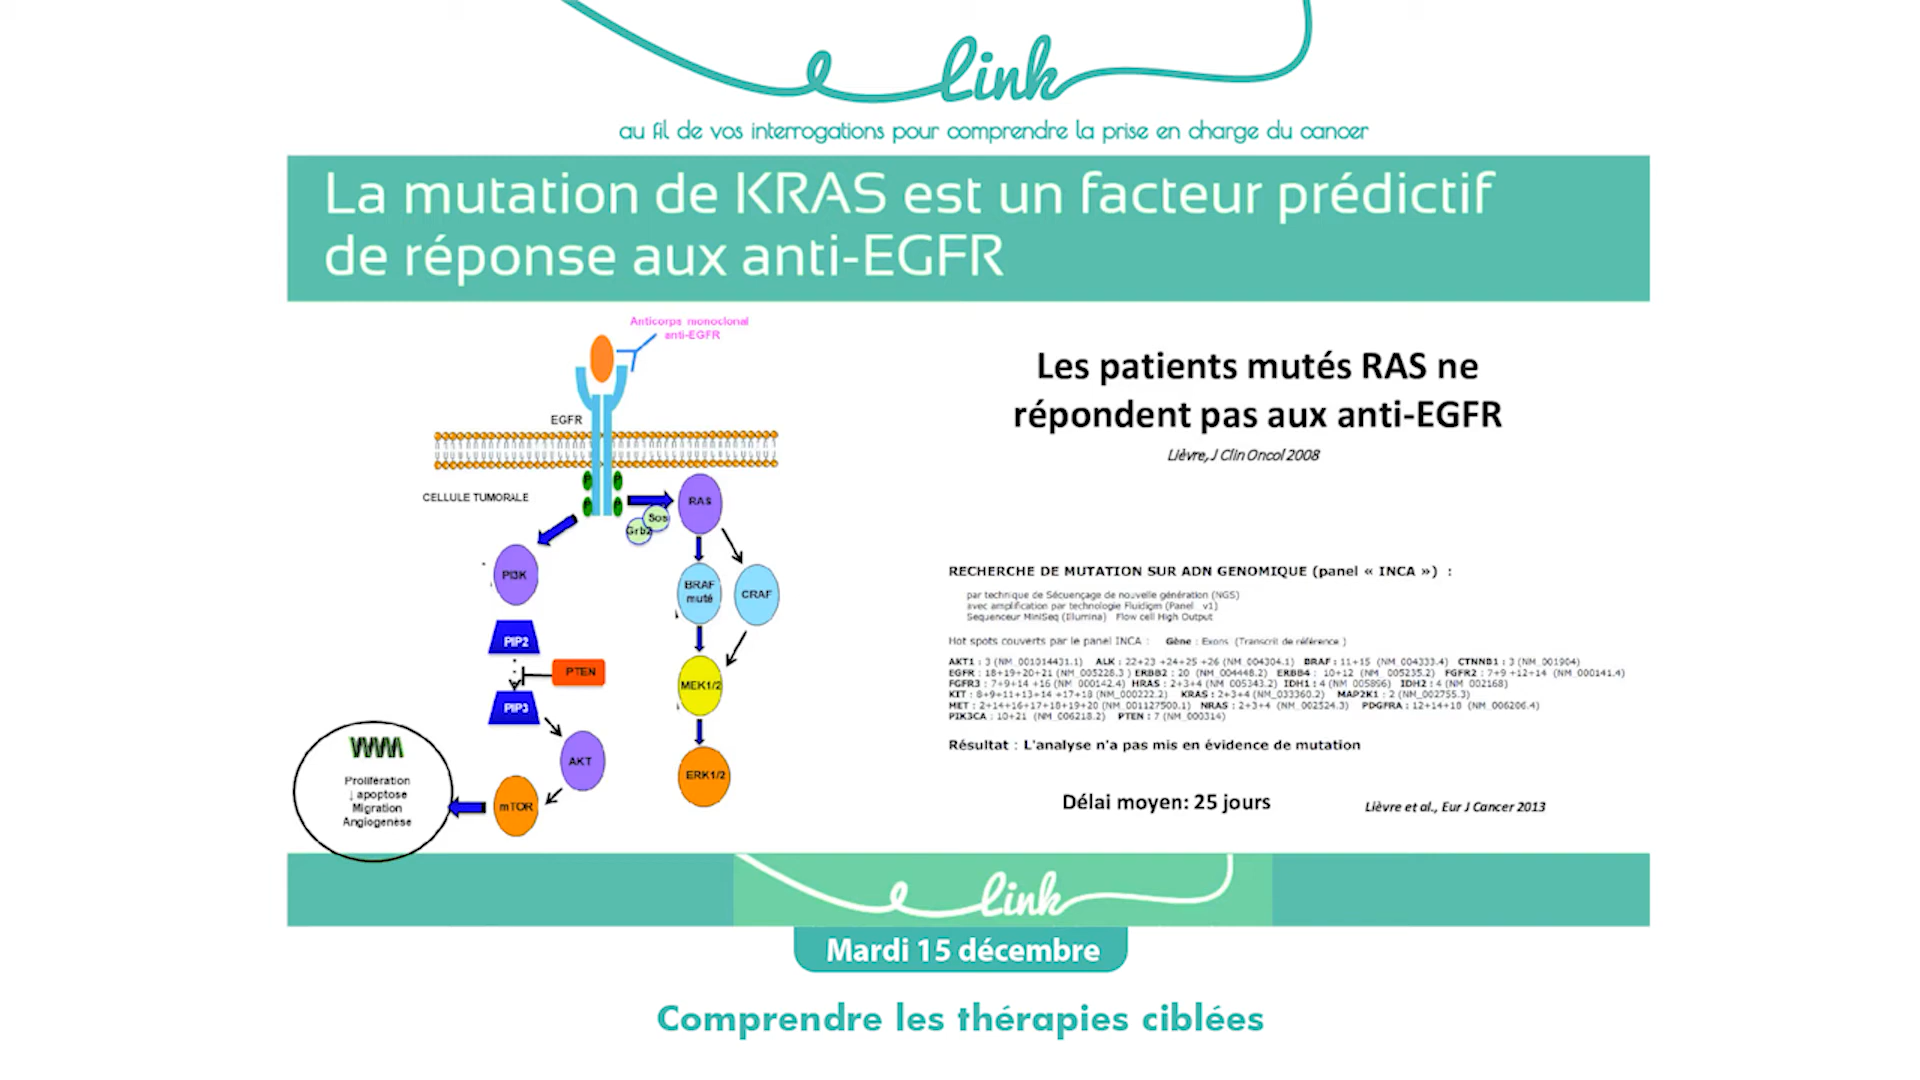 e link
au fil de vos interrogations pour comprendre la prise en charge du cancer
La mutation de KRAS est un facteur prédictif
de réponse aux anti-EGFR
Anticorps monoclonal
anti-EGFR
EGFR
CELLULE TUMORALE
P P
P P
RAS
Sos
Grb2
PI3K
BRAF
muté
CRAF
PIP2
PTEN
MEK1/2
PIP3
AKT
ERK1/2
mTOR
Prolifération
↓ apoptose
Migration
Angiogenèse
Les patients mutés RAS ne
répondent pas aux anti-EGFR
Lièvre, J Clin Oncol 2008
RECHERCHE DE MUTATION SUR ADN GENOMIQUE (panel « INCA ») :
par technique de Sécuençage de nouvelle génération (NGS)
avec amplification par technologie Fluidigm (Panel v1)
Sequenceur MiniSeq (Illumina) Flow cell High Output
Hot spots couverts par le panel INCA : Gène : Exons (Transcrit de référence )
AKT1 : 3 (NM_001014431.1) ALK : 22+23 +24+25 +26 (NM_004304.1) BRAF : 11+15 (NM_004333.4) CTNNB1 : 3 (NM_001904)
EGFR : 18+19+20+21 (NM_005228.3 ) ERBB2 : 20 (NM_004448.2) ERBB4 : 10+12 (NM_005235.2) FGFR2 : 7+9 +12+14 (NM_000141.4)
FGFR3 : 7+9+14 +16 (NM_000142.4) HRAS : 2+3+4 (NM_005343.2) IDH1 : 4 (NM_005896) IDH2 : 4 (NM_002168)
KIT : 8+9+11+13+14 +17+18 (NM_000222.2) KRAS : 2+3+4 (NM_033360.2) MAP2K1 : 2 (NM_002755.3)
MET : 2+14+16+17+18+19+20 (NM_001127500.1) NRAS : 2+3+4 (NM_002524.3) PDGFRA : 12+14+18 (NM_006206.4)
PIK3CA : 10+21 (NM_006218.2) PTEN : 7 (NM_000314)
Résultat : L'analyse n'a pas mis en évidence de mutation
Délai moyen: 25 jours
Lièvre et al., Eur J Cancer 2013
e link
Mardi 15 décembre
Comprendre les thérapies ciblées